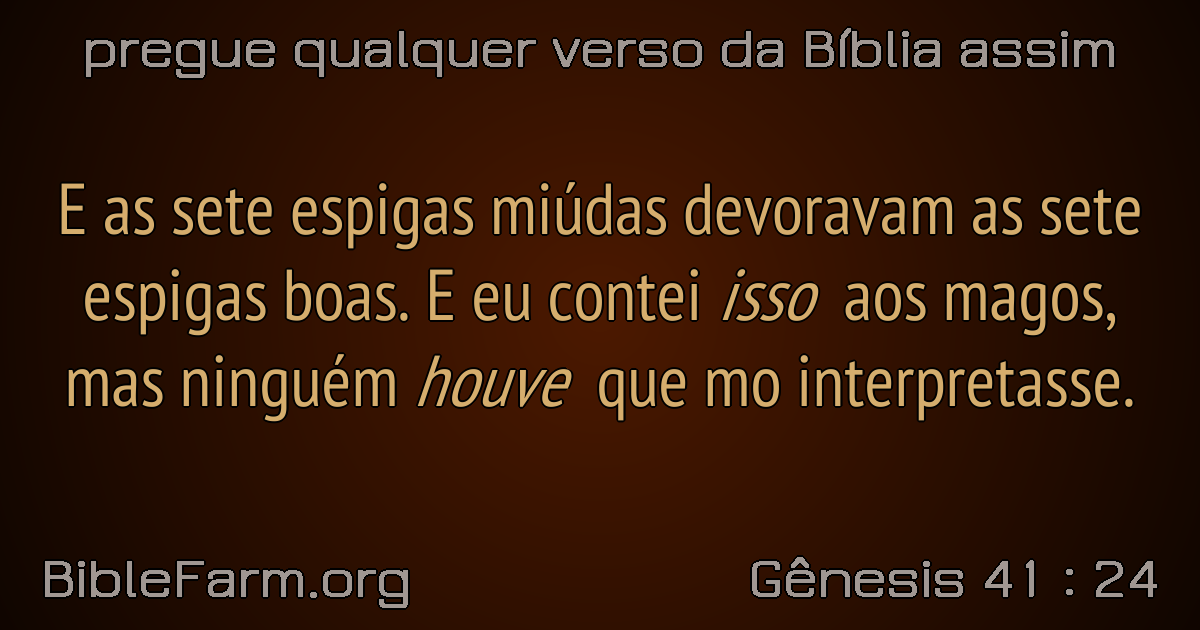 pregue qualquer verso da Bíblia assim
E as sete espigas miúdas devoravam as sete
espigas boas. E eu contei isso aos magos,
mas ninguém houve que mo interpretasse.
BibleFarm.org
Gênesis 41 : 24